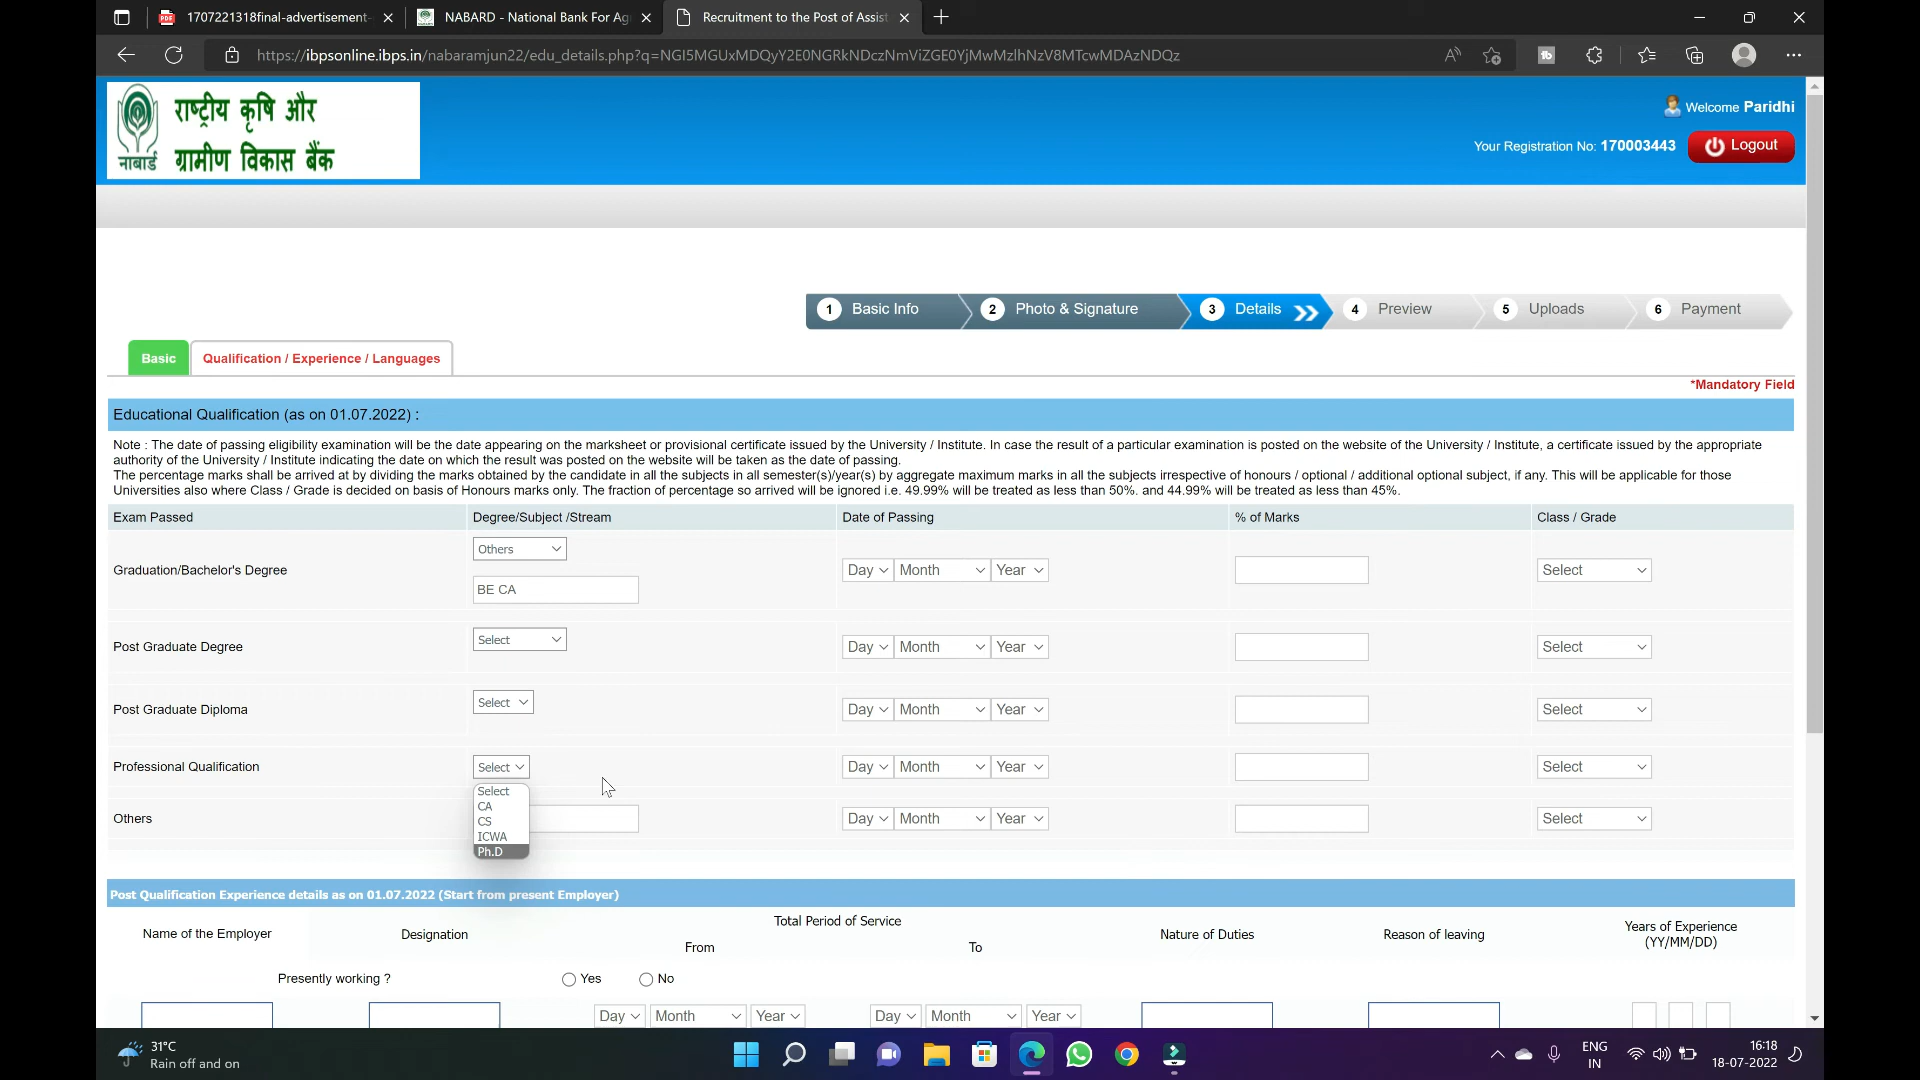 1707221318final-advertisement-
NABARD - National Bank For Ag
Recruitment to the Post of Assist
https://ibpsonline.ibps.in/nabaramjun22/edu_details.php?q=NGI5MGUxMDQyY2E0NGRkNDczNmViZGE0YjMwMzlhNzV8MTcwMDAzNDQz
राष्ट्रीय कृषि और
ग्रामीण विकास बैंक
नाबार्ड
Welcome Paridhi
Your Registration No: 170003443
Logout
1 Basic Info 2 Photo & Signature 3 Details 4 Preview 5 Uploads 6 Payment
Basic Qualification / Experience / Languages
*Mandatory Field
Educational Qualification (as on 01.07.2022) :
Note : The date of passing eligibility examination will be the date appearing on the marksheet or provisional certificate issued by the University / Institute. In case the result of a particular examination is posted on the website of the University / Institute, a certificate issued by the appropriate
authority of the University / Institute indicating the date on which the result was posted on the website will be taken as the date of passing.
The percentage marks shall be arrived at by dividing the marks obtained by the candidate in all the subjects in all semester(s)/year(s) by aggregate maximum marks in all the subjects irrespective of honours / optional / additional optional subject, if any. This will be applicable for those
Universities also where Class / Grade is decided on basis of Honours marks only. The fraction of percentage so arrived will be ignored i.e. 49.99% will be treated as less than 50%. and 44.99% will be treated as less than 45%.
Exam Passed Degree/Subject /Stream Date of Passing % of Marks Class / Grade
Others
Graduation/Bachelor's Degree Day Month Year Select
BE CA
Select
Post Graduate Degree Day Month Year Select
Select
Post Graduate Diploma Day Month Year Select
Professional Qualification Select Day Month Year Select
Select
CA
CS
ICWA
Ph.D
Others Day Month Year Select
Post Qualification Experience details as on 01.07.2022 (Start from present Employer)
Name of the Employer Designation Total Period of Service Nature of Duties Reason of leaving Years of Experience
(YY/MM/DD)
From To
Presently working ? Yes No
Day Month Year Day Month Year
31°C
Rain off and on
ENG
IN
16:18
18-07-2022